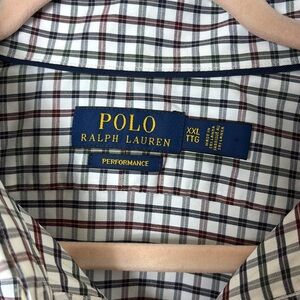 POLO
RALPH LAUREN
XXL
TTG
PERFORMANCE